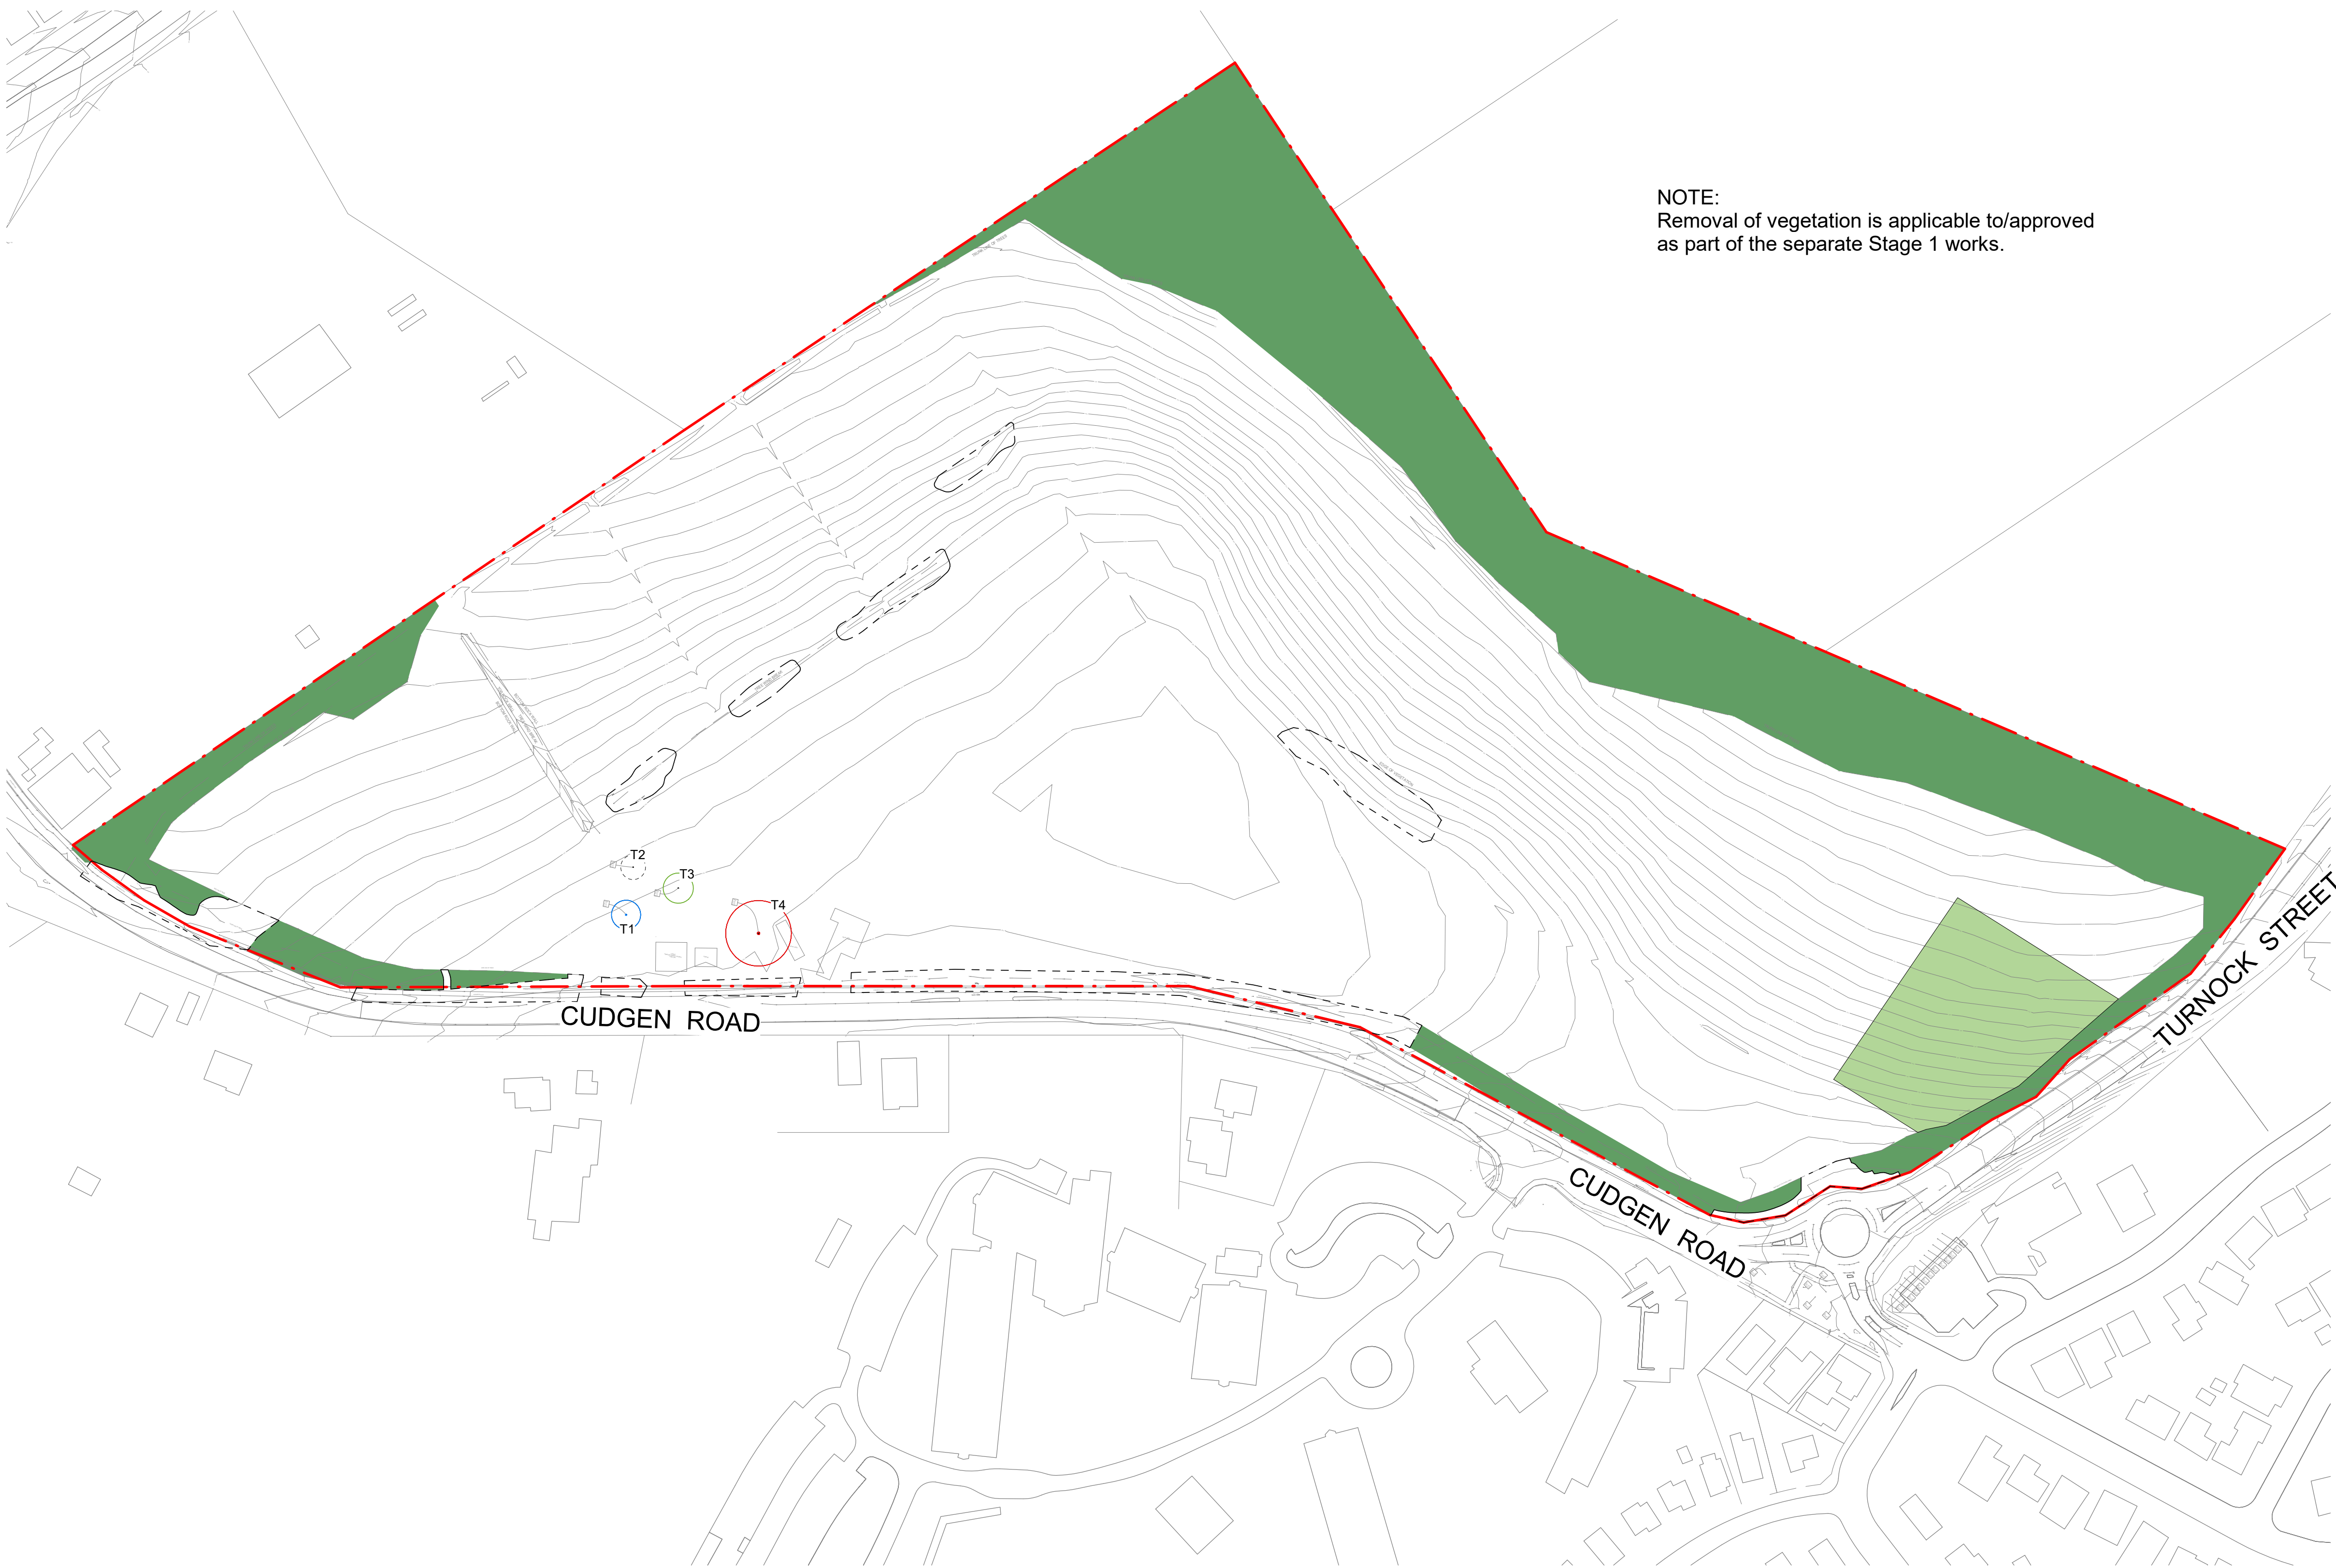 NOTE:
Removal of vegetation is applicable to/approved
as part of the separate Stage 1 works.
T2
T3
T4
T1
CUDGEN ROAD
TURNOCK STREET
CUDGEN ROAD